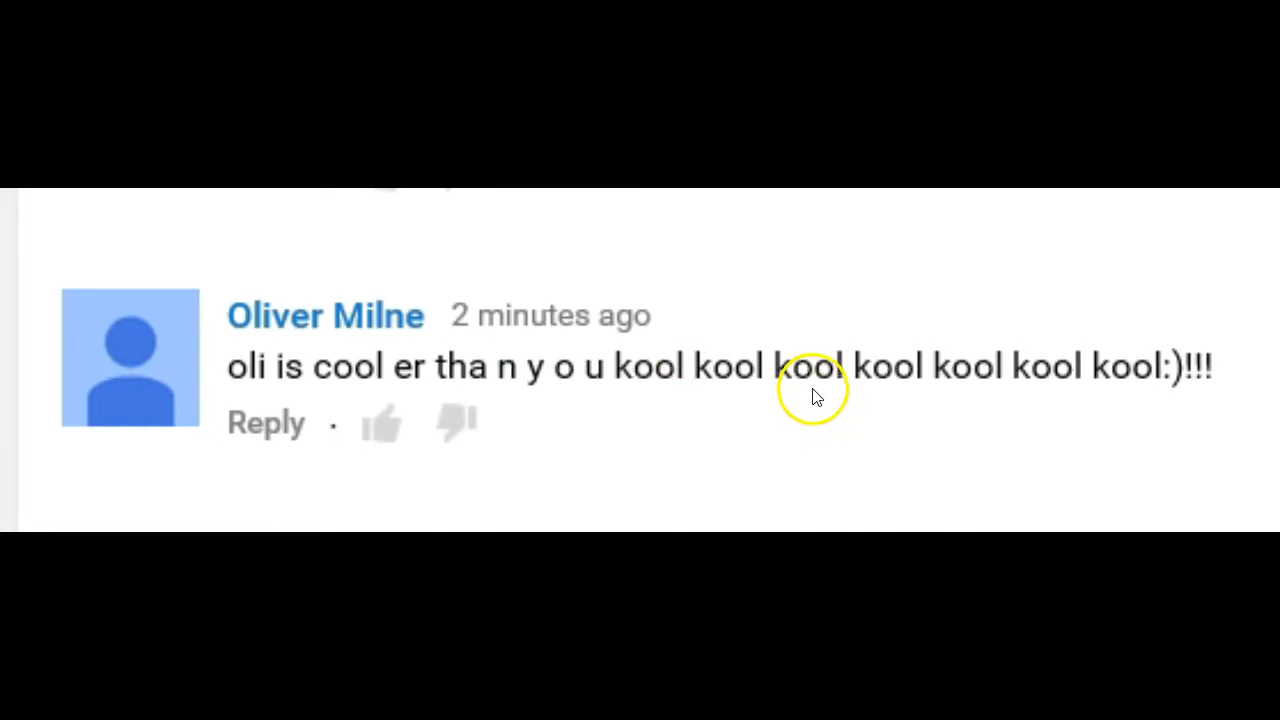 Oliver Milne 2 minutes ago
oli is cool er tha n y o u kool kool kool kool kool kool kool:)!!!
Reply ·